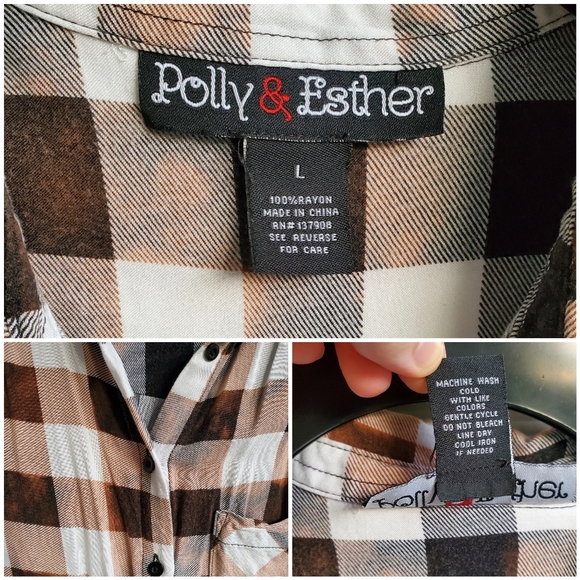 Polly & Esther
L
100%RAYON
MADE IN CHINA
RN# 137908
SEE REVERSE
FOR CARE
MACHINE WASH
COLD
WITH LIKE
COLORS
GENTLE CYCLE
DO NOT BLEACH
LINE DRY
COOL IRON
IF NEEDED
Polly